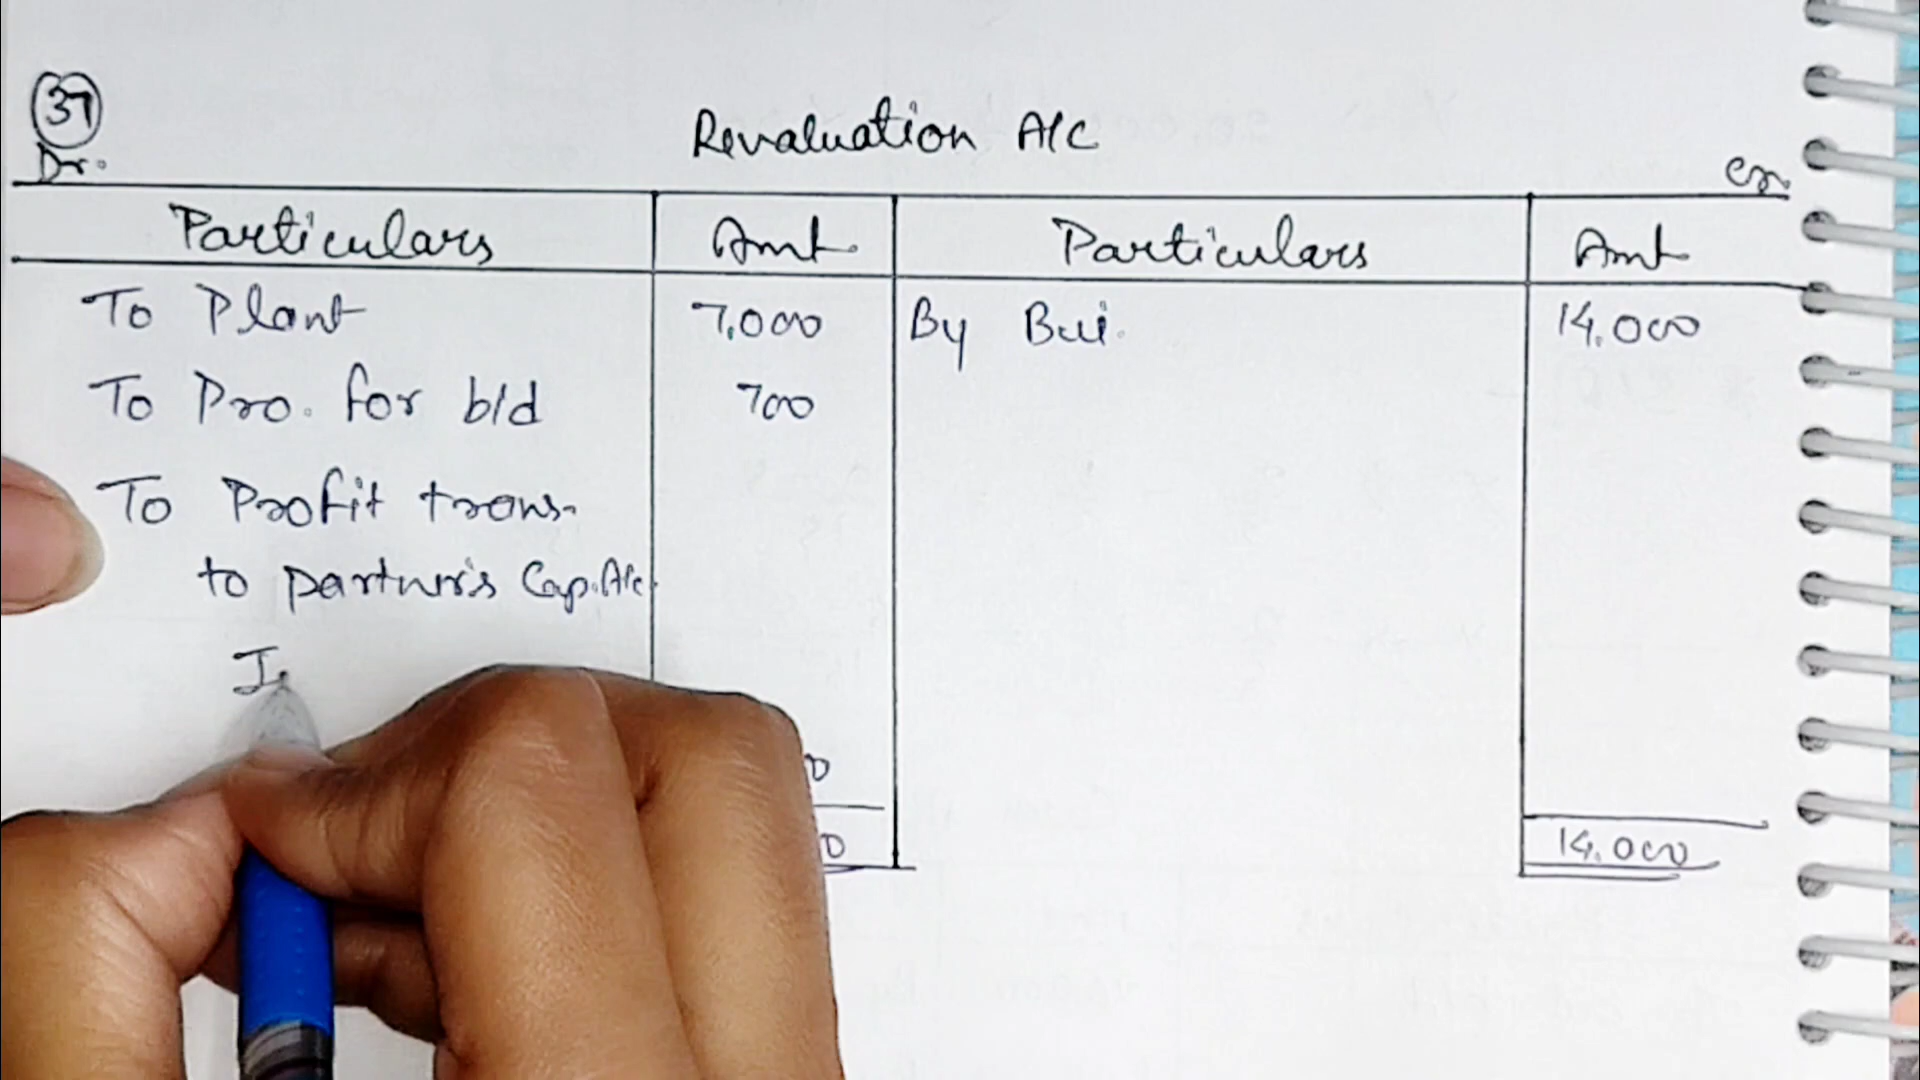 37
Revaluation A/C
Dr. Cr.
Particulars Amt Particulars Amt
To Plant 7,000 By Bui. 14,000
To Pro. for b/d 700
To Profit trans.
to partner's Cap. A/c.
14,000